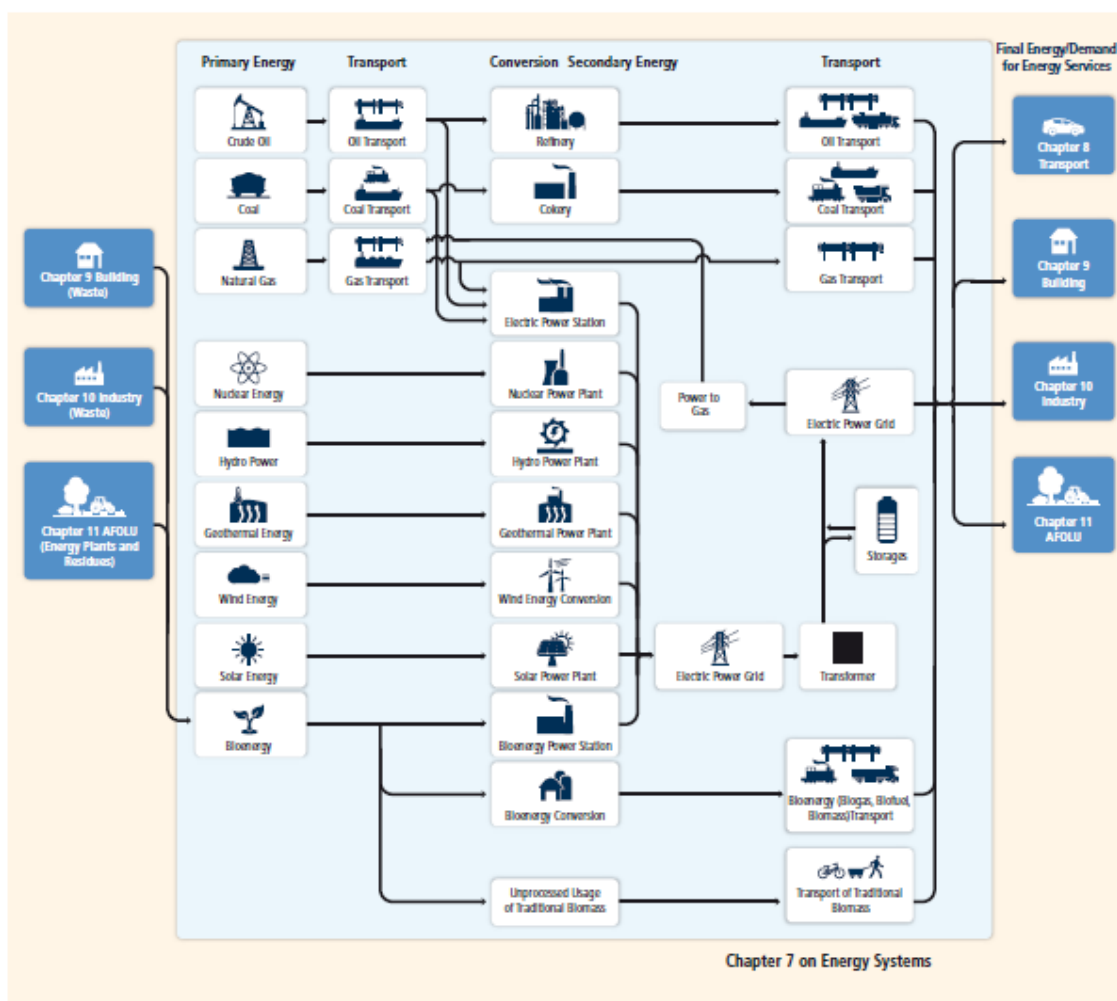 Primary Energy
Transport
Conversion Secondary Energy
Transport
Final Energy/Demand
for Energy Services
Crude Oil
Oil Transport
Refinery
Oil Transport
Chapter 8
Transport
Coal
Coal Transport
Cokery
Coal Transport
Chapter 9 Building
(Waste)
Natural Gas
Gas Transport
Gas Transport
Chapter 9
Building
Electric Power Station
Chapter 10 Industry
(Waste)
Nuclear Energy
Nuclear Power Plant
Power to
Gas
Electric Power Grid
Chapter 10
Industry
Hydro Power
Hydro Power Plant
Chapter 11 AFOLU
(Energy Plants and
Residues)
Geothermal Energy
Geothermal Power Plant
Storages
Chapter 11
AFOLU
Wind Energy
Wind Energy Conversion
Solar Energy
Solar Power Plant
Electric Power Grid
Transformer
Bioenergy
Bioenergy Power Station
Bioenergy Conversion
Bioenergy (Biogas, Biofuel,
Biomass)Transport
Unprocessed Usage
of Traditional Biomass
Transport of Traditional
Biomass
Chapter 7 on Energy Systems